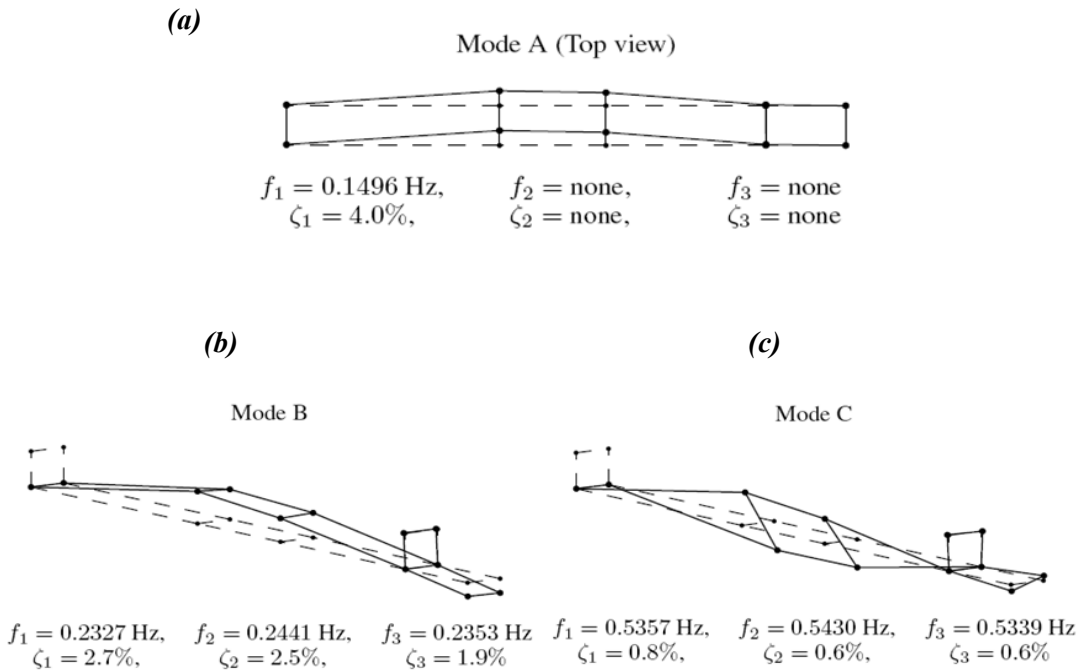 (a)
Mode A (Top view)
f₁ = 0.1496 Hz, f₂ = none, f₃ = none
ζ₁ = 4.0%, ζ₂ = none, ζ₃ = none
(b) (c)
Mode B Mode C
f₁ = 0.2327 Hz, f₂ = 0.2441 Hz, f₃ = 0.2353 Hz f₁ = 0.5357 Hz, f₂ = 0.5430 Hz, f₃ = 0.5339 Hz
ζ₁ = 2.7%, ζ₂ = 2.5%, ζ₃ = 1.9% ζ₁ = 0.8%, ζ₂ = 0.6%, ζ₃ = 0.6%